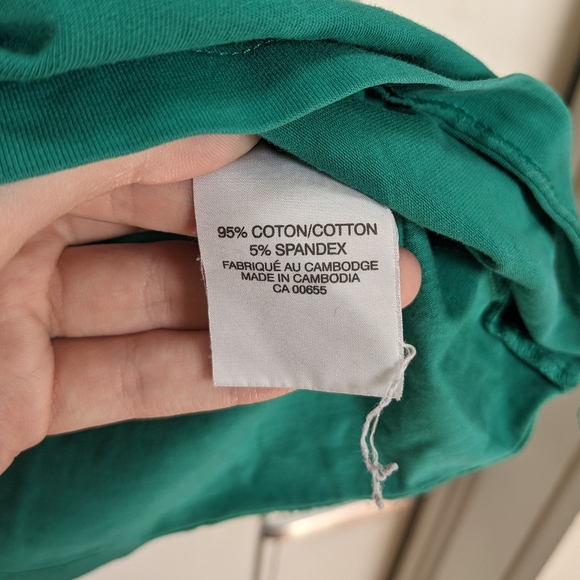 95% COTON/COTTON
5% SPANDEX
FABRIQUÉ AU CAMBODGE
MADE IN CAMBODIA
CA 00655